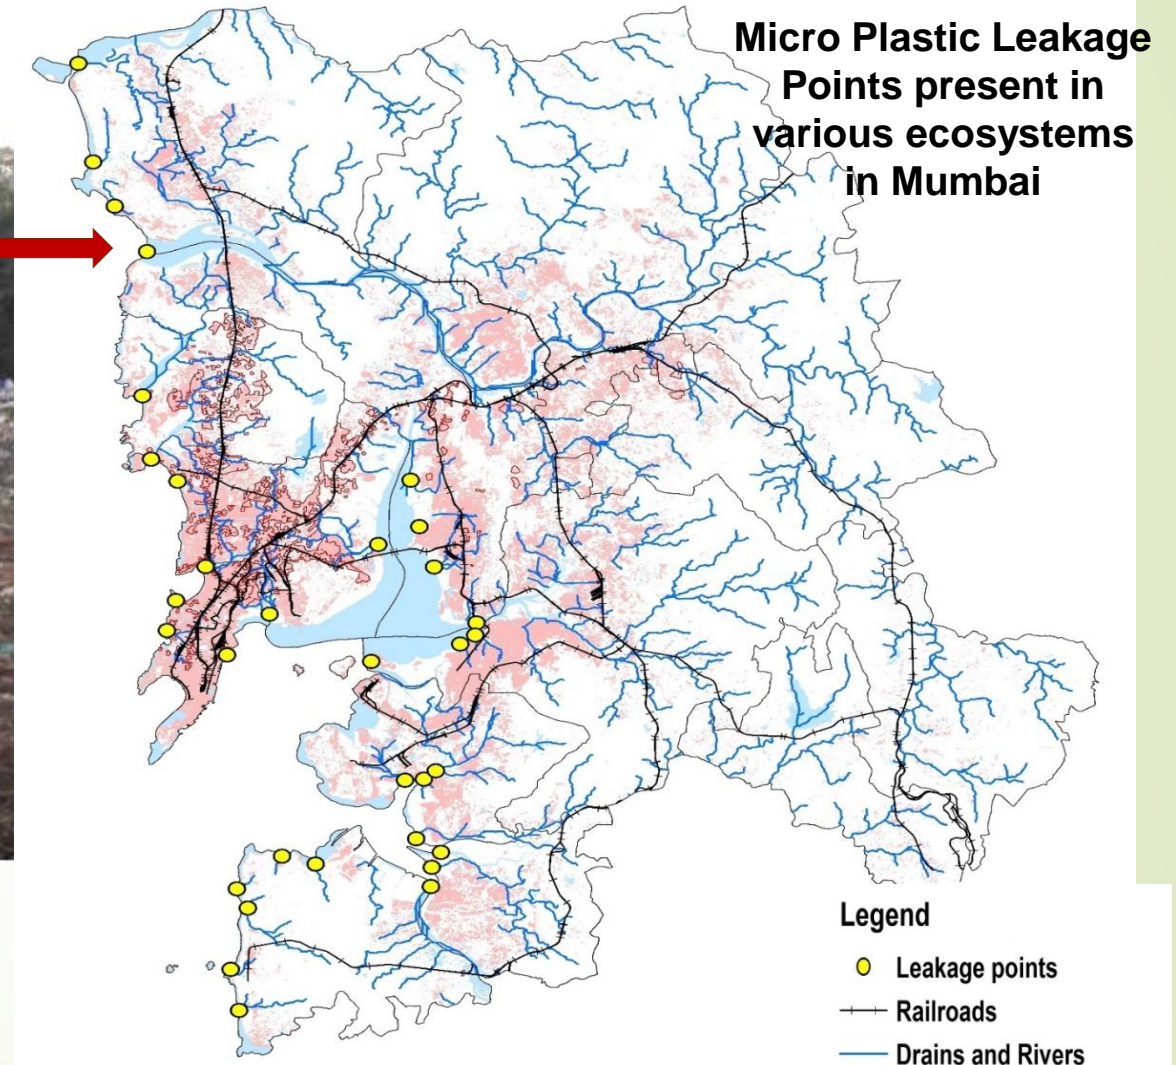 Micro Plastic Leakage
Points present in
various ecosystems
in Mumbai
Legend
Leakage points
Railroads
Drains and Rivers